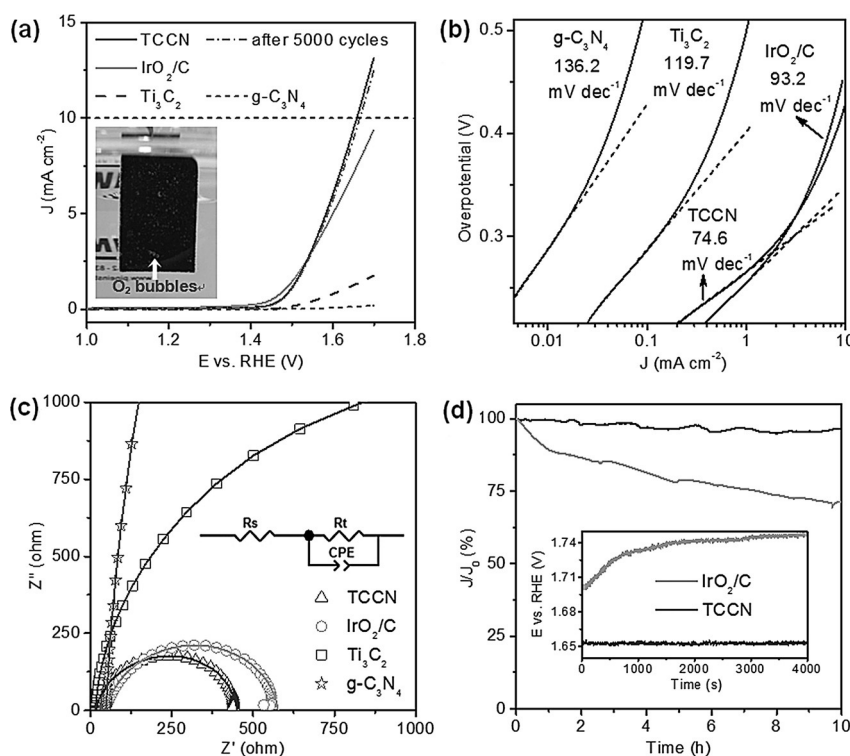 (a)
TCCN
after 5000 cycles
IrO₂/C
Ti₃C₂
g-C₃N₄
O₂ bubbles
J (mA cm⁻²)
15
10
5
0
1.0 1.2 1.4 1.6 1.8
E vs. RHE (V)
(b)
g-C₃N₄
136.2
mV dec⁻¹
Ti₃C₂
119.7
mV dec⁻¹
IrO₂/C
93.2
mV dec⁻¹
TCCN
74.6
mV dec⁻¹
Overpotential (V)
0.5
0.4
0.3
0.01 0.1 1 10
J (mA cm⁻²)
(c)
Rs
Rt
CPE
TCCN
IrO₂/C
Ti₃C₂
g-C₃N₄
Z'' (ohm)
1000
750
500
250
0
0 250 500 750 1000
Z' (ohm)
(d)
J/J₀ (%)
100
75
50
25
0
0 2 4 6 8 10
Time (h)
E vs. RHE (V)
1.74
1.71
1.68
1.65
IrO₂/C
TCCN
0 1000 2000 3000 4000
Time (s)